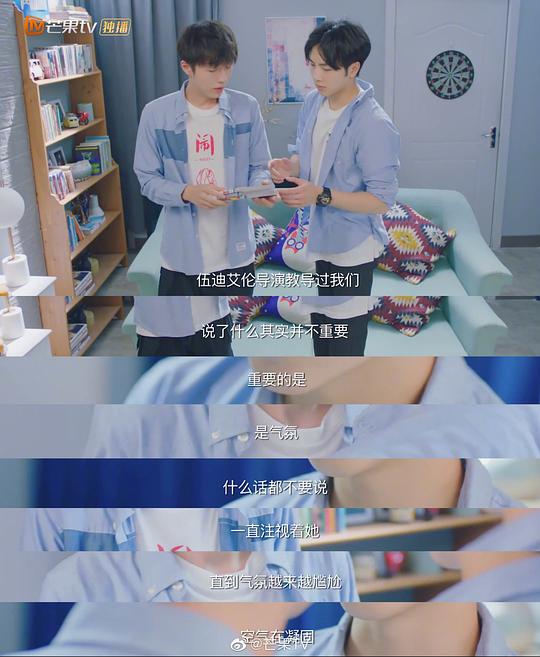 芒果tv 独播
闹
伍迪艾伦导演教导过我们
说了什么其实并不重要
重要的是
是气氛
什么话都不要说
一直注视着她
直到气氛越来越尴尬
空气在凝固
@芒果TV